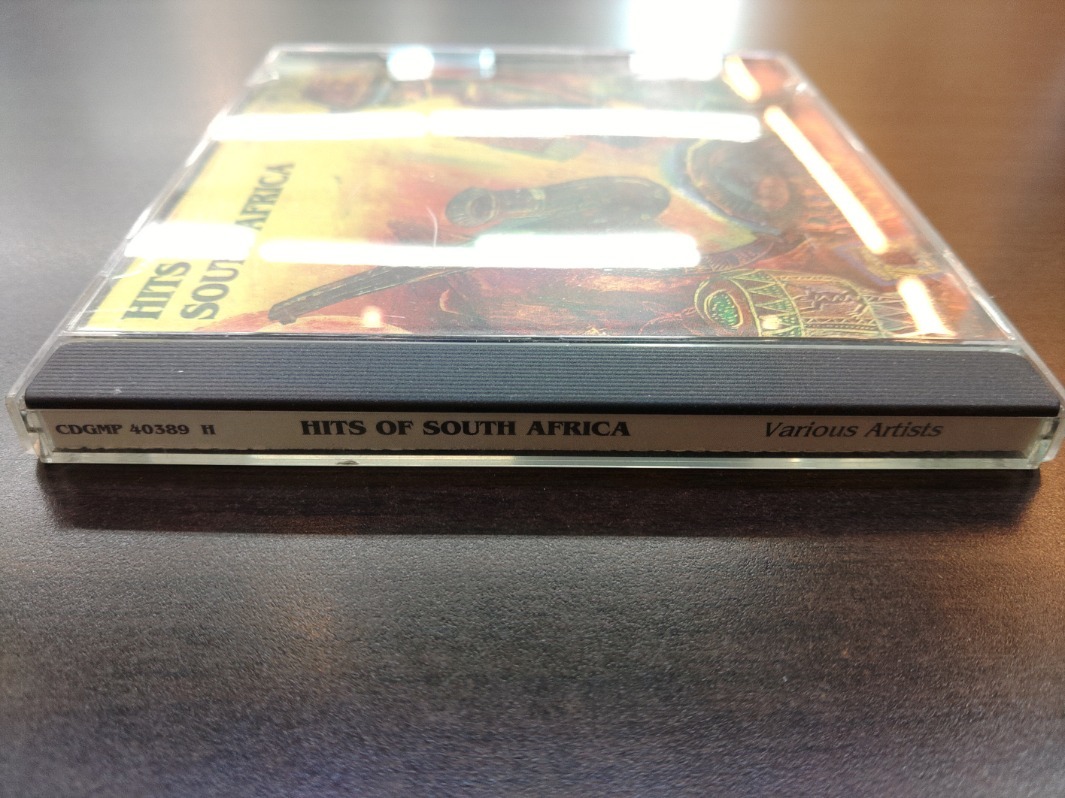 HITS
SOUTH AFRICA
CDGMP 40389 H HITS OF SOUTH AFRICA Various Artists